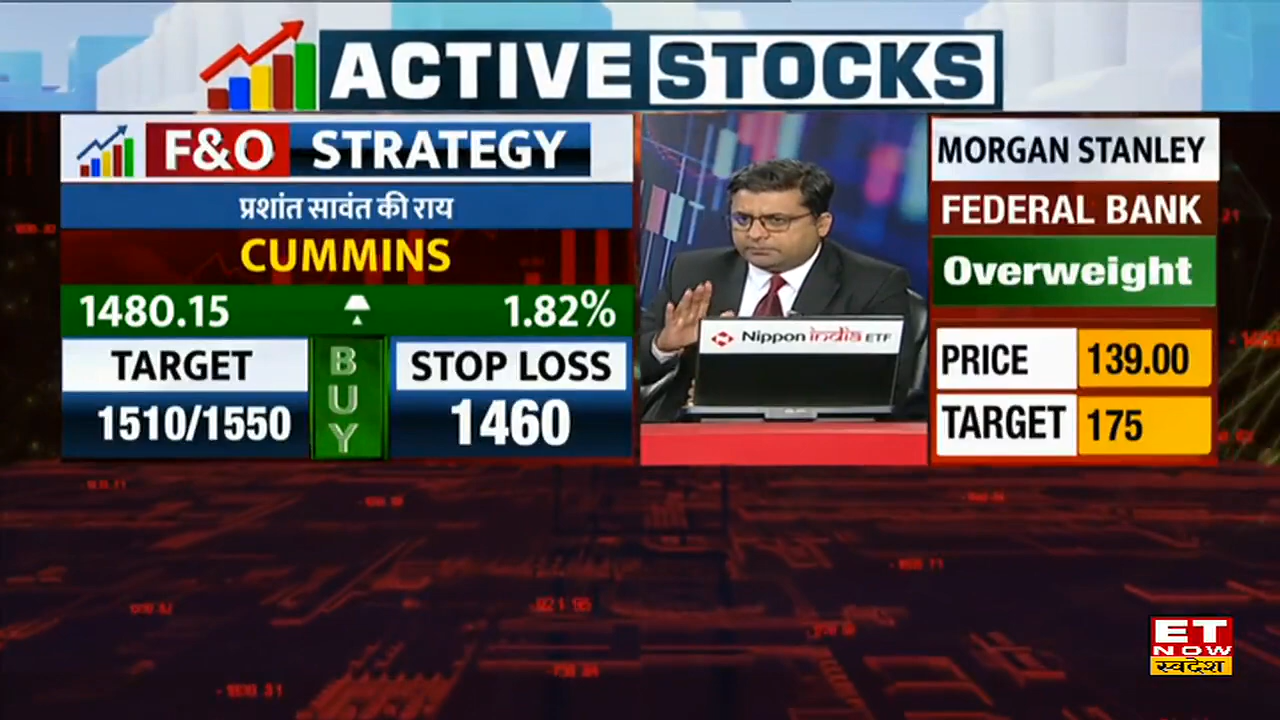 ACTIVE STOCKS
F&O STRATEGY
प्रशांत सावंत की राय
CUMMINS
1480.15 1.82%
TARGET
1510/1550
BUY
STOP LOSS
1460
Nippon india ETF
MORGAN STANLEY
FEDERAL BANK
Overweight
PRICE 139.00
TARGET 175
ET
NOW
स्वदेश